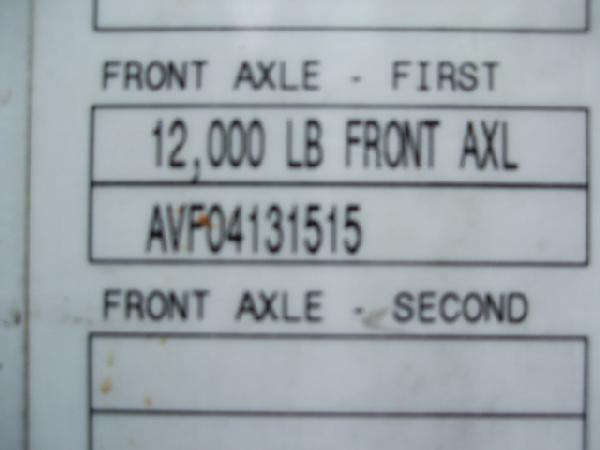 FRONT AXLE - FIRST
12,000 LB FRONT AXL
AVF04131515
FRONT AXLE - SECOND